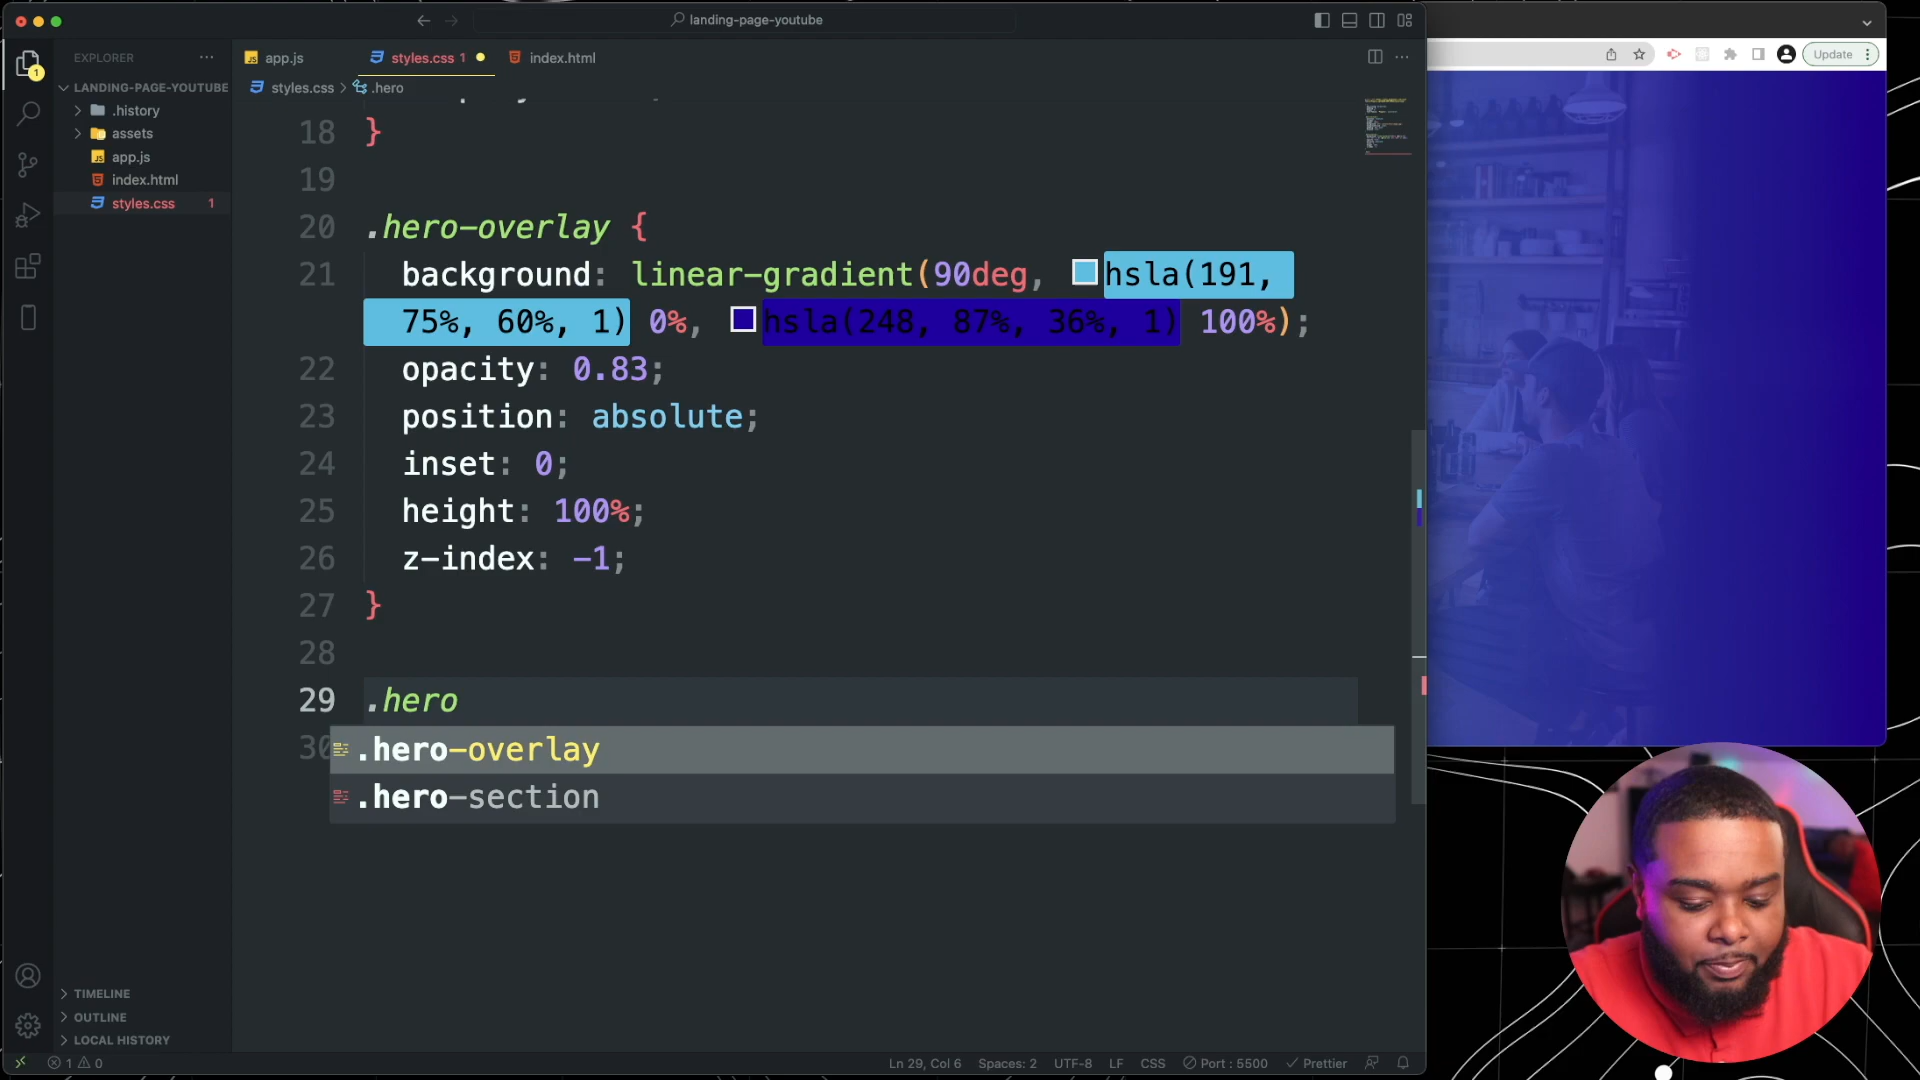 landing-page-youtube
EXPLORER
app.js
styles.css 1
index.html
Update
LANDING-PAGE-YOUTUBE
styles.css > .hero
.history
assets
app.js
index.html
styles.css 1
1
18 }
19
20 .hero-overlay {
21 background: linear-gradient(90deg, hsla(191,
75%, 60%, 1) 0%, hsla(248, 87%, 36%, 1) 100%);
22 opacity: 0.83;
23 position: absolute;
24 inset: 0;
25 height: 100%;
26 z-index: -1;
27 }
28
29 .hero
30
.hero-overlay
.hero-section
TIMELINE
OUTLINE
LOCAL HISTORY
1 0
Ln 29, Col 6 Spaces: 2 UTF-8 LF CSS Port : 5500 Prettier